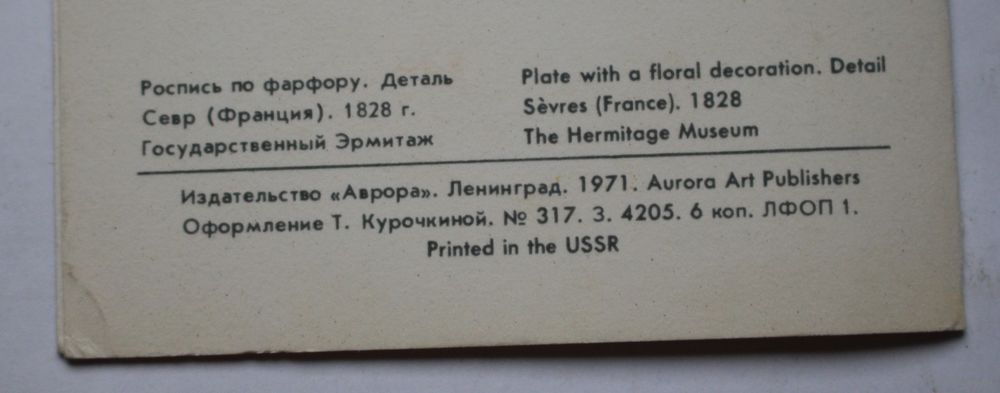 Роспись по фарфору. Деталь
Севр (Франция). 1828 г.
Государственный Эрмитаж
Plate with a floral decoration. Detail
Sèvres (France). 1828
The Hermitage Museum
Издательство «Аврора». Ленинград. 1971. Aurora Art Publishers
Оформление Т. Курочкиной. № 317. З. 4205. 6 коп. ЛФОП 1.
Printed in the USSR